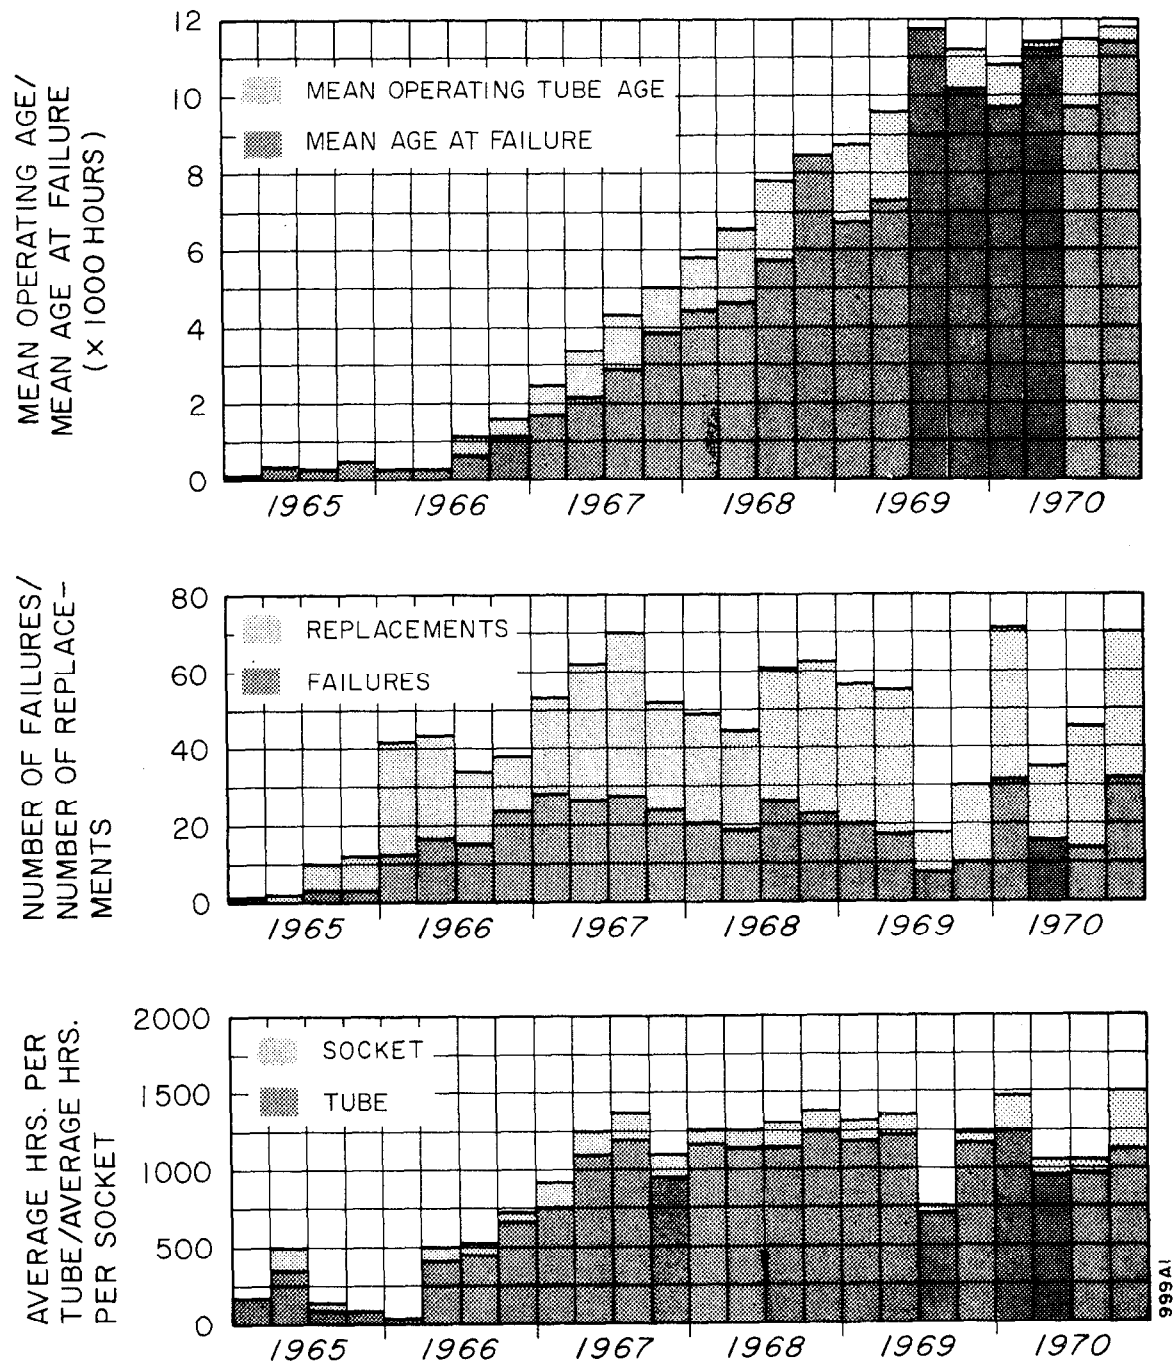 MEAN OPERATING AGE/
MEAN AGE AT FAILURE
(x 1000 HOURS)
12
10
8
6
4
2
0
MEAN OPERATING TUBE AGE
MEAN AGE AT FAILURE
1965 1966 1967 1968 1969 1970
NUMBER OF FAILURES/
NUMBER OF REPLACE-
MENTS
80
60
40
20
0
REPLACEMENTS
FAILURES
1965 1966 1967 1968 1969 1970
AVERAGE HRS. PER
TUBE/AVERAGE HRS.
PER SOCKET
2000
1500
1000
500
0
SOCKET
TUBE
1965 1966 1967 1968 1969 1970
999A1